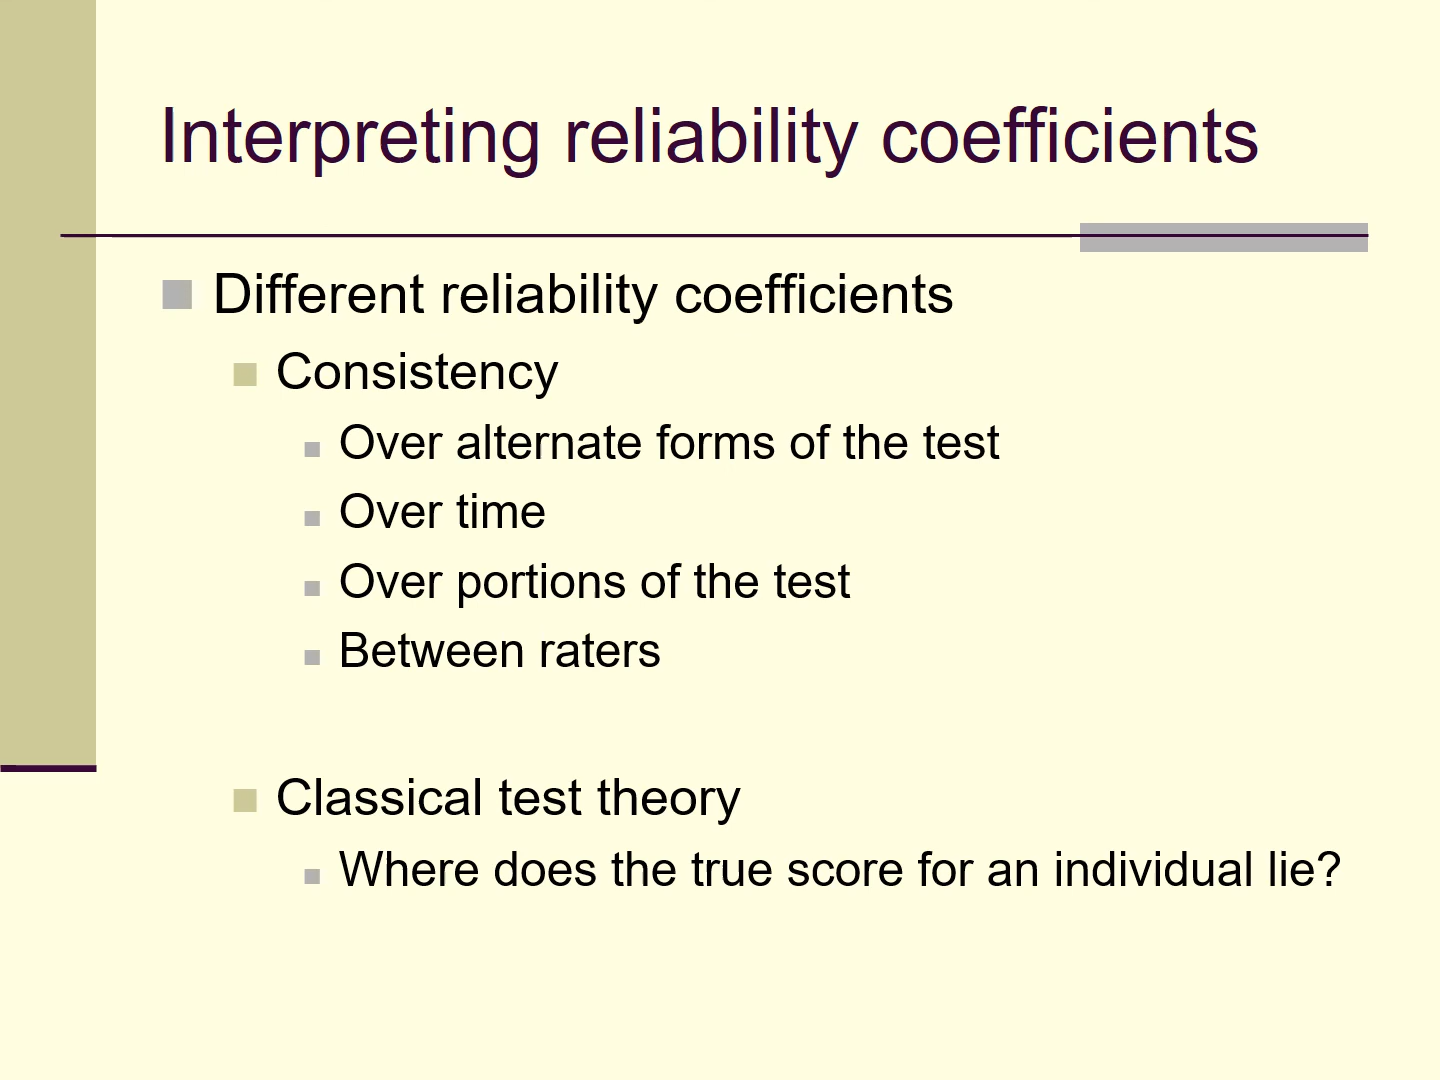 Interpreting reliability coefficients
Different reliability coefficients
Consistency
Over alternate forms of the test
Over time
Over portions of the test
Between raters
Classical test theory
Where does the true score for an individual lie?